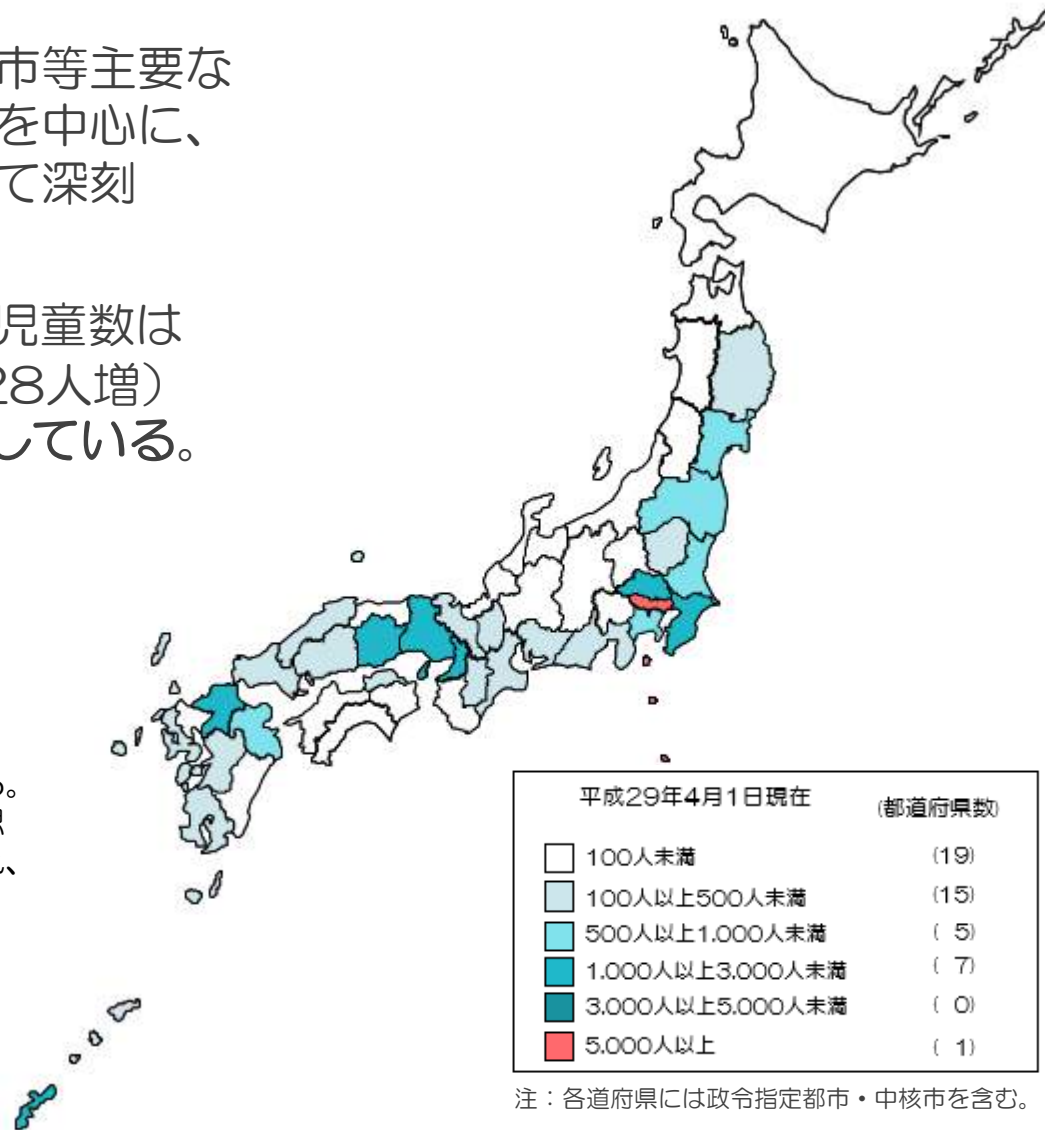 市等主要な
を中心に、
て深刻
児童数は
28人増）
している。
。
、
平成29年4月1日現在
(都道府県数)
100人未満 (19)
100人以上500人未満 (15)
500人以上1,000人未満 ( 5)
1,000人以上3,000人未満 ( 7)
3,000人以上5,000人未満 ( 0)
5,000人以上 ( 1)
注：各道府県には政令指定都市・中核市を含む。